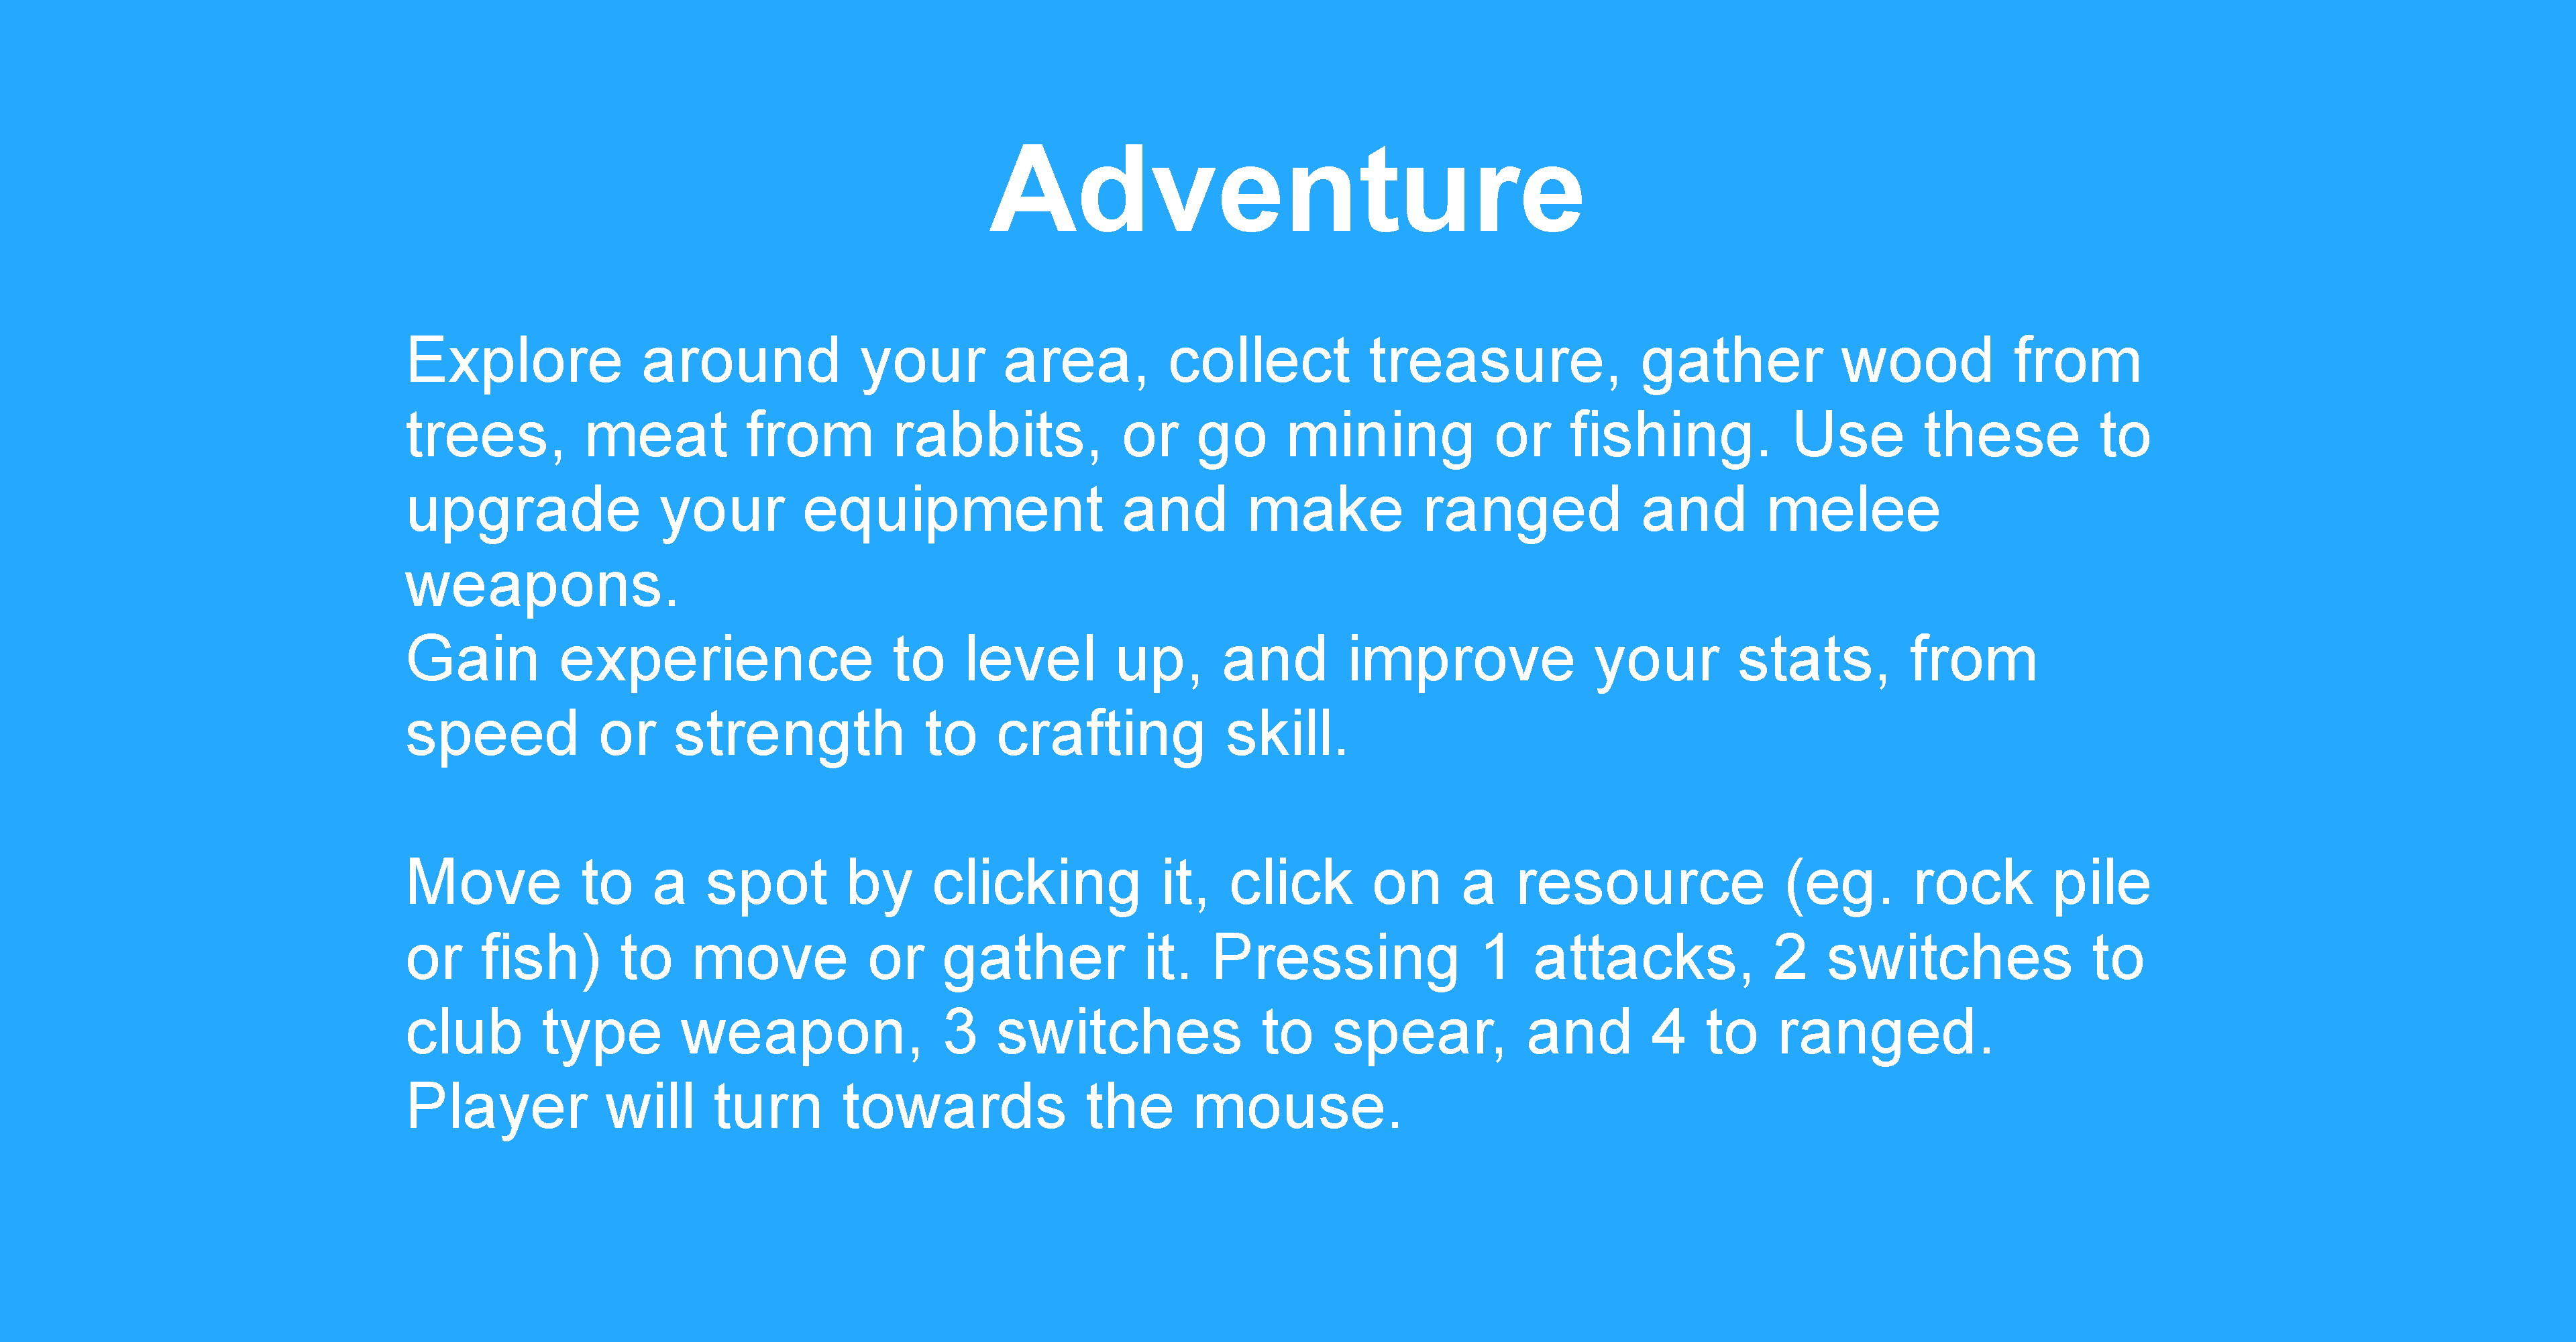 Adventure
Explore around your area, collect treasure, gather wood from
trees, meat from rabbits, or go mining or fishing. Use these to
upgrade your equipment and make ranged and melee
weapons.
Gain experience to level up, and improve your stats, from
speed or strength to crafting skill.
Move to a spot by clicking it, click on a resource (eg. rock pile
or fish) to move or gather it. Pressing 1 attacks, 2 switches to
club type weapon, 3 switches to spear, and 4 to ranged.
Player will turn towards the mouse.